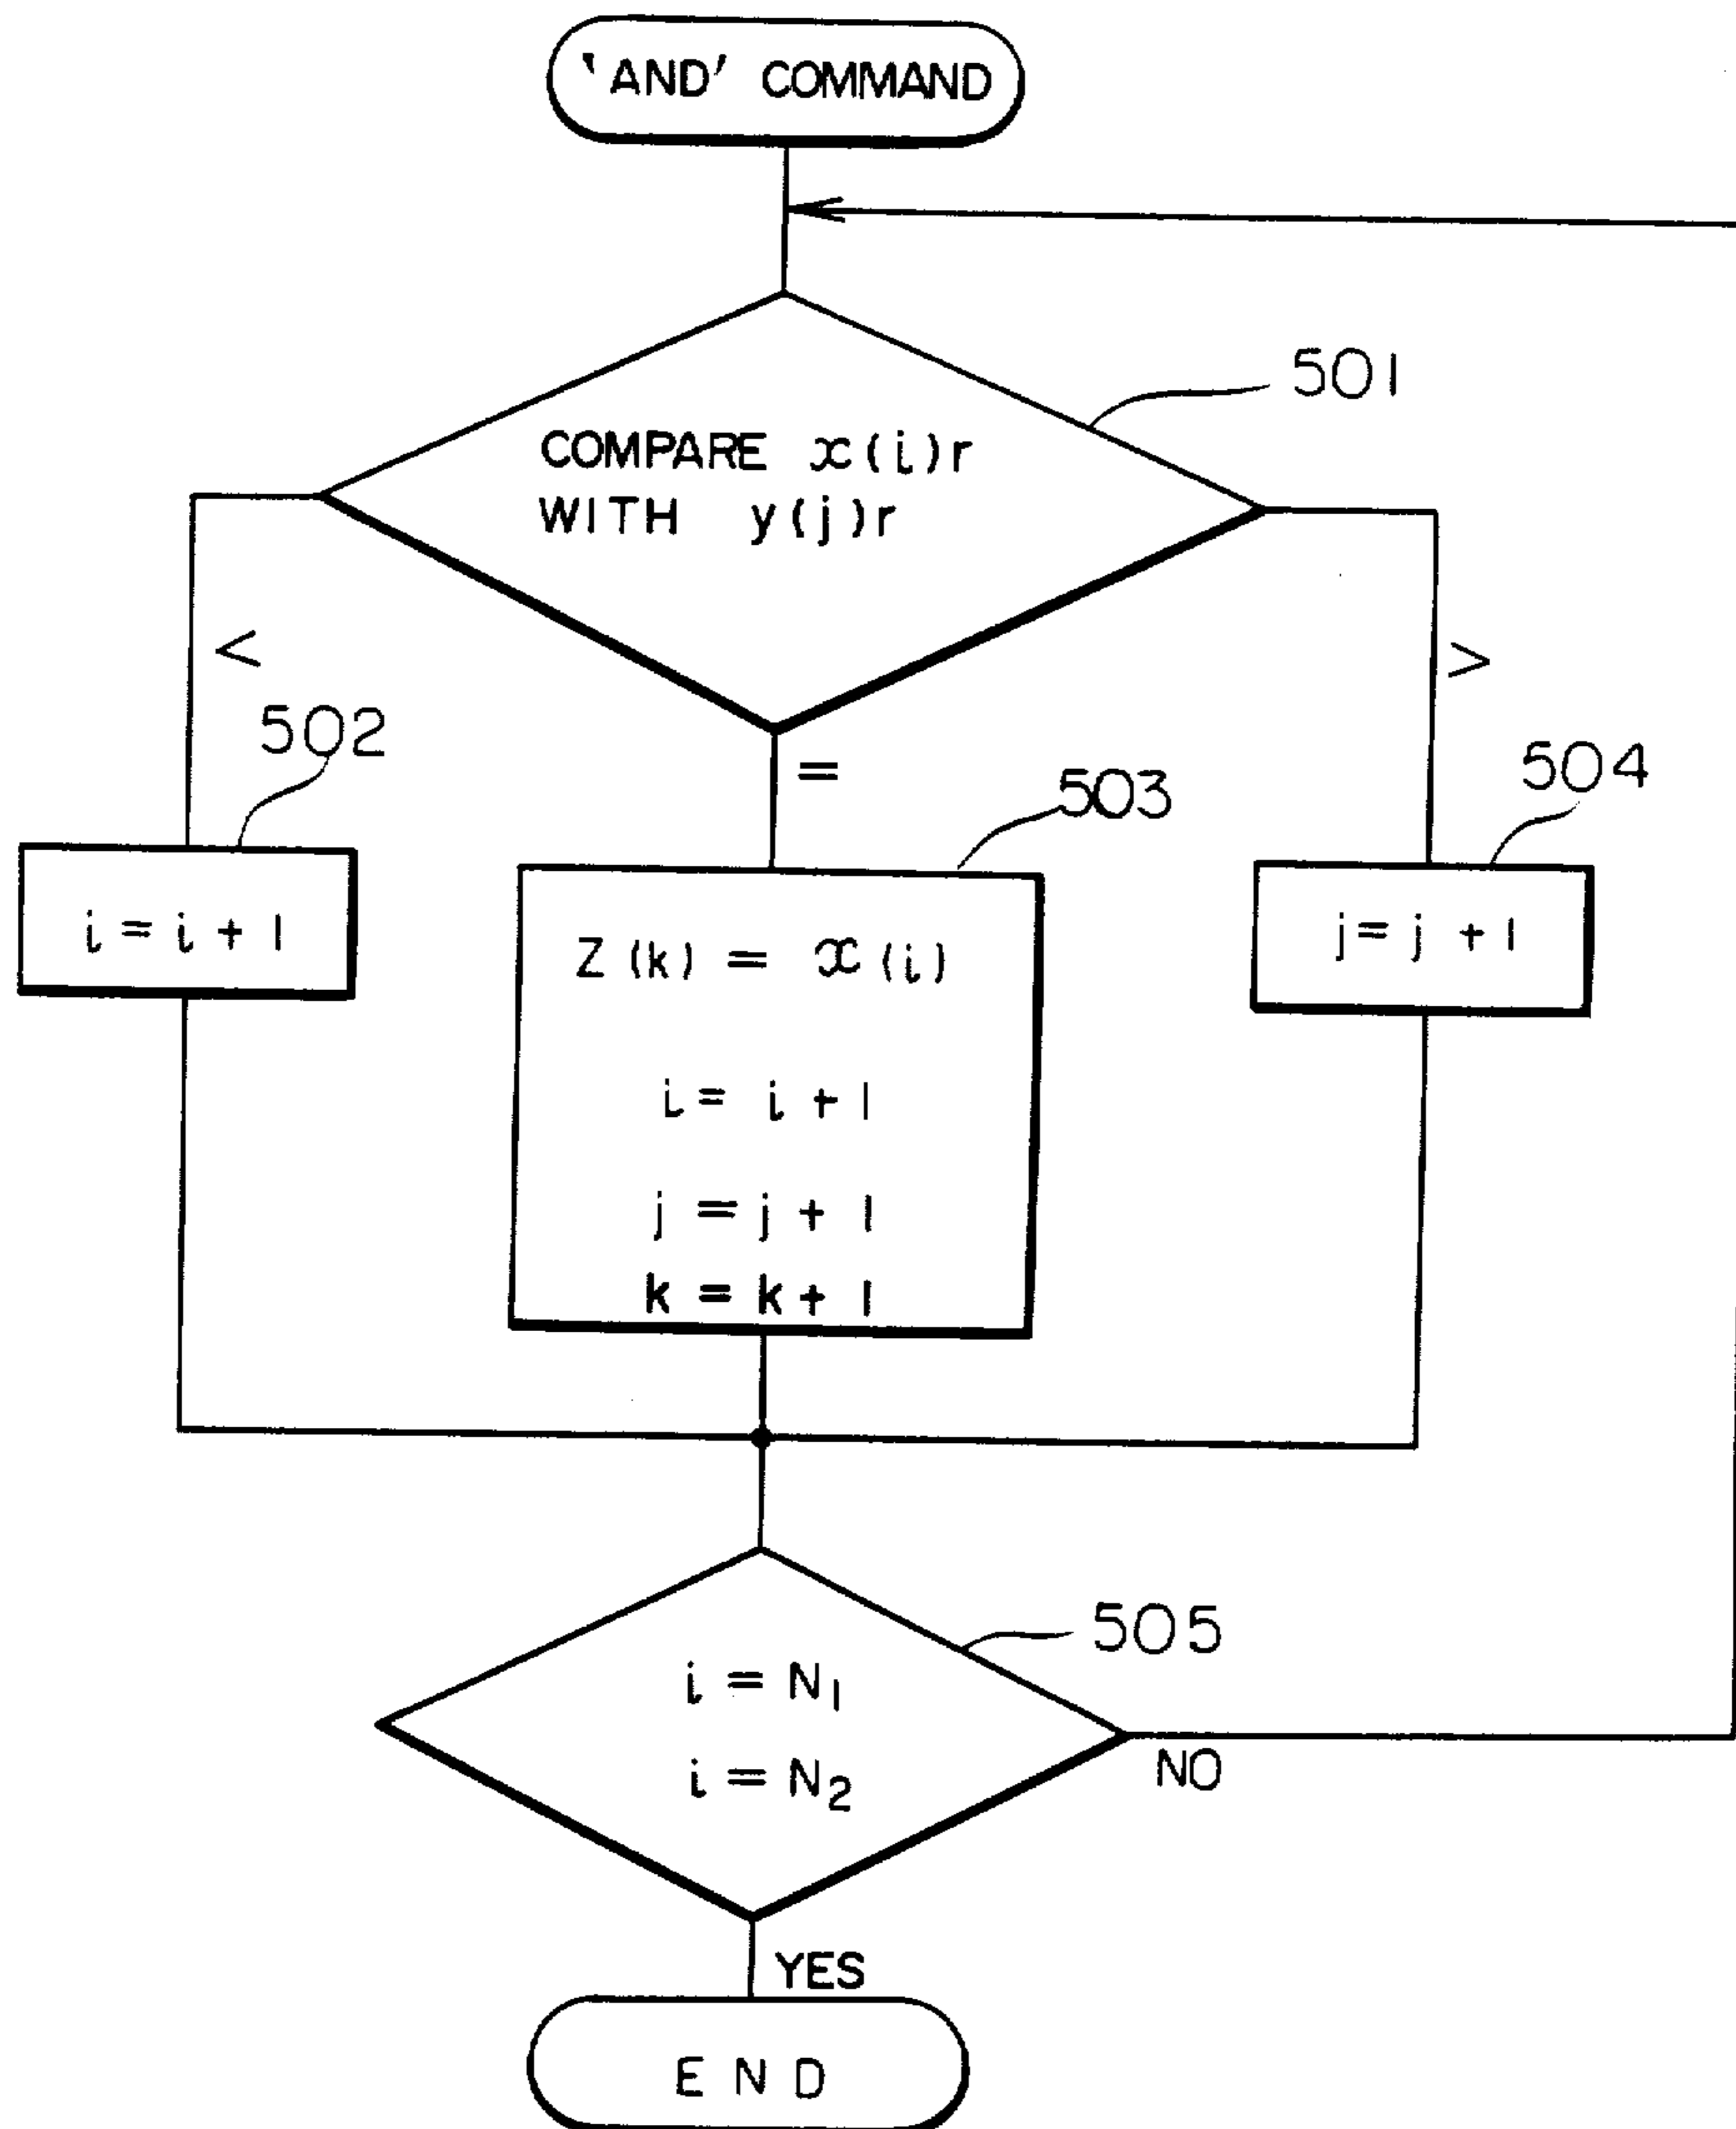 'AND' COMMAND
501
COMPARE x(i)r
WITH y(j)r
<
>
502
=
503
504
i = i + 1
Z (k) = x (i)
i = i + 1
j = j + 1
k = k + 1
j = j + 1
505
i = N1
i = N2
NO
YES
END